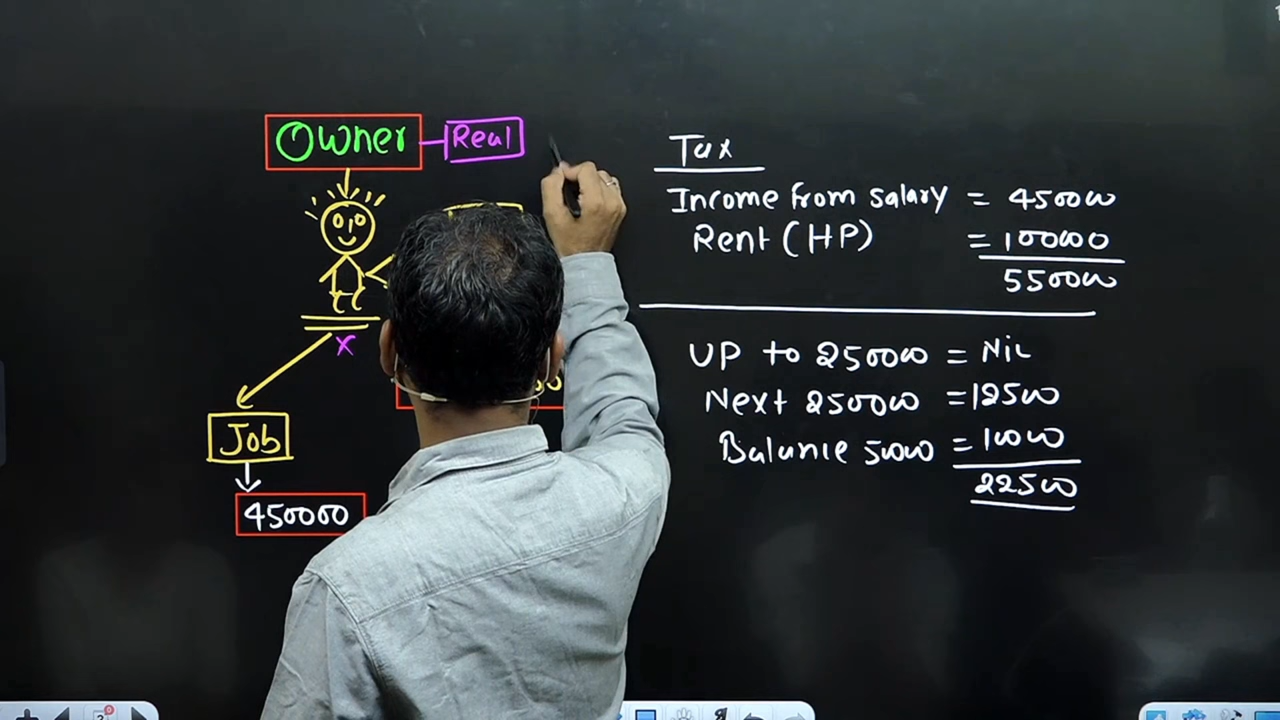 Owner
Real
x
Job
450000
Tax
Income from salary = 450000
Rent (HP) = 100000
550000
UP to 250000 = Nil
Next 250000 = 12500
Balance 50000 = 10000
22500